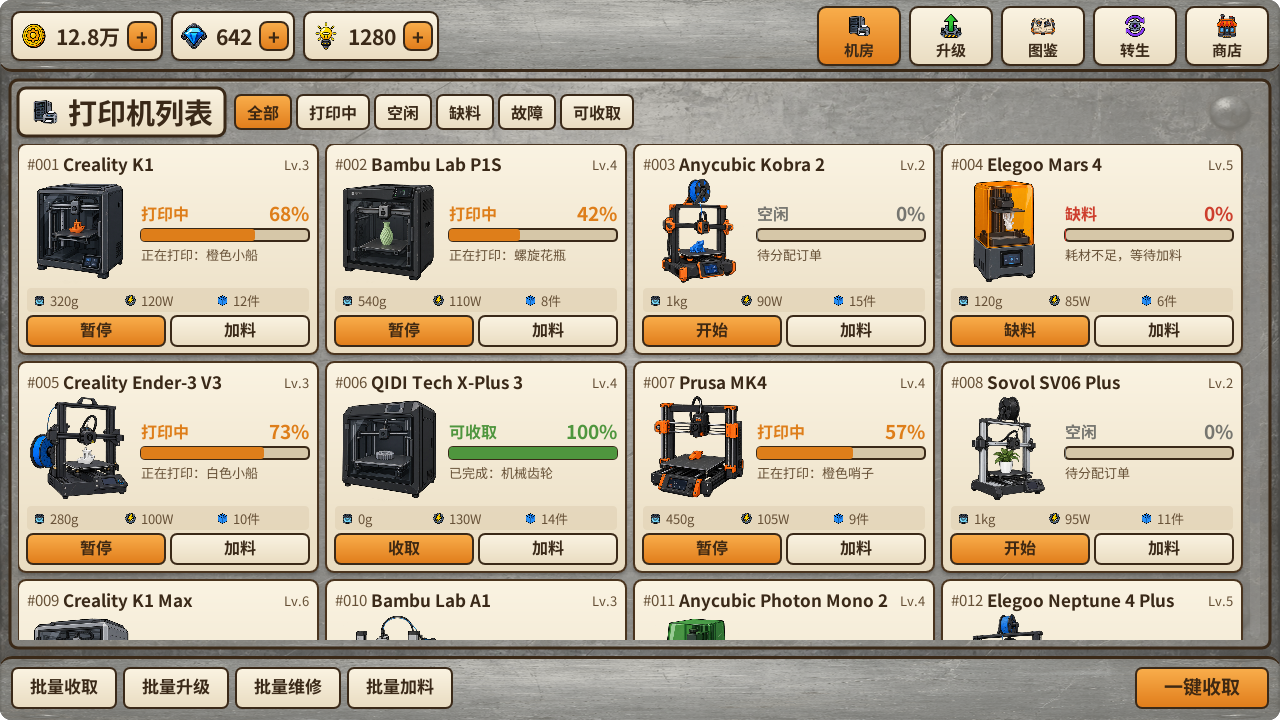 12.8万 + 642 + 1280 +
机房 升级 图鉴 转生 商店
打印机列表 全部 打印中 空闲 缺料 故障 可收取
#001 Creality K1 Lv.3
打印中 68%
正在打印：橙色小船
320g 120W 12件
暂停 加料
#002 Bambu Lab P1S Lv.4
打印中 42%
正在打印：螺旋花瓶
540g 110W 8件
暂停 加料
#003 Anycubic Kobra 2 Lv.2
空闲 0%
待分配订单
1kg 90W 15件
开始 加料
#004 Elegoo Mars 4 Lv.5
缺料 0%
耗材不足，等待加料
120g 85W 6件
缺料 加料
#005 Creality Ender-3 V3 Lv.3
打印中 73%
正在打印：白色小船
280g 100W 10件
暂停 加料
#006 QIDI Tech X-Plus 3 Lv.4
可收取 100%
已完成：机械齿轮
0g 130W 14件
收取 加料
#007 Prusa MK4 Lv.4
打印中 57%
正在打印：橙色哨子
450g 105W 9件
暂停 加料
#008 Sovol SV06 Plus Lv.2
空闲 0%
待分配订单
1kg 95W 11件
开始 加料
#009 Creality K1 Max Lv.6
#010 Bambu Lab A1 Lv.3
#011 Anycubic Photon Mono 2 Lv.4
#012 Elegoo Neptune 4 Plus Lv.5
批量收取 批量升级 批量维修 批量加料 一键收取